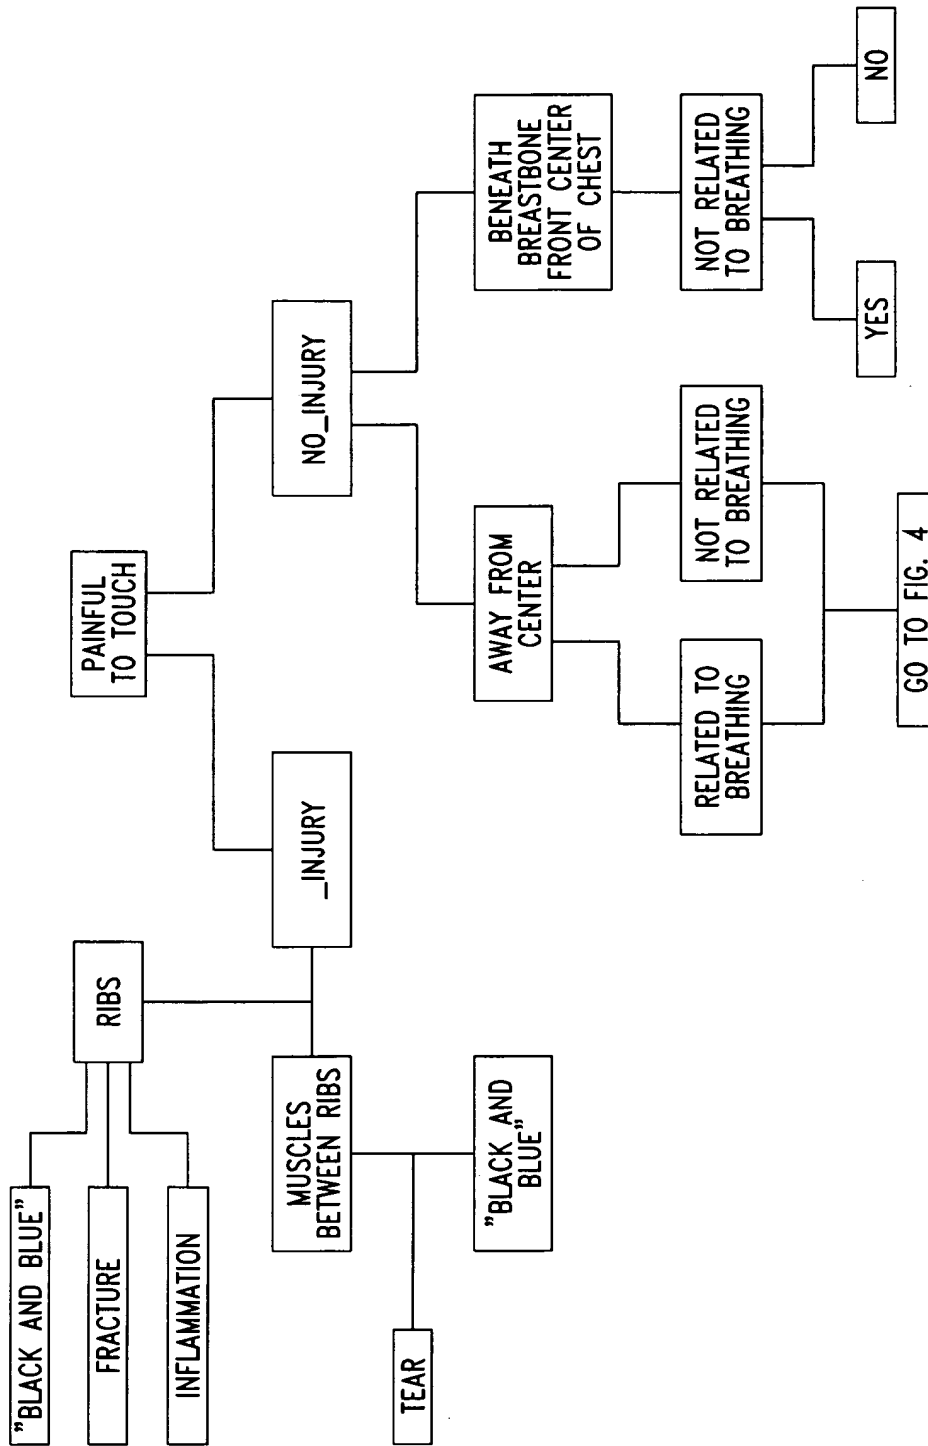 PAINFUL
TO TOUCH
_INJURY
NO_INJURY
RIBS
"BLACK AND BLUE"
FRACTURE
INFLAMMATION
MUSCLES
BETWEEN RIBS
TEAR
"BLACK AND
BLUE"
AWAY FROM
CENTER
BENEATH
BREASTBONE
FRONT CENTER
OF CHEST
RELATED TO
BREATHING
NOT RELATED
TO BREATHING
NOT RELATED
TO BREATHING
YES
NO
GO TO FIG. 4